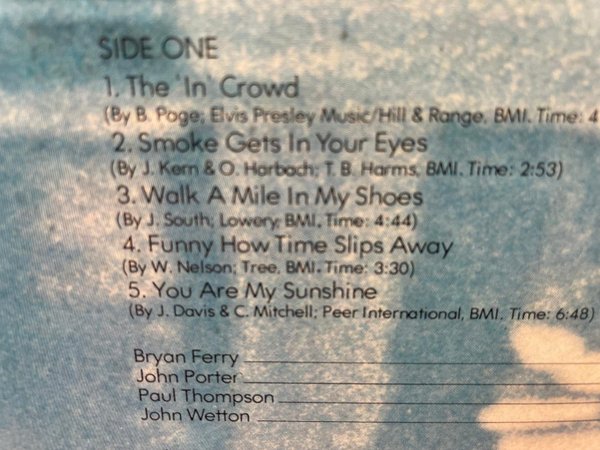 SIDE ONE
1. The 'In' Crowd
(By B. Page; Elvis Presley Music/Hill & Range, BMI. Time: 4
2. Smoke Gets In Your Eyes
(By J. Kern & O. Harbach; T. B. Harms, BMI. Time: 2:53)
3. Walk A Mile In My Shoes
(By J. South; Lowery, BMI. Time: 4:44)
4. Funny How Time Slips Away
(By W. Nelson; Tree, BMI. Time: 3:30)
5. You Are My Sunshine
(By J. Davis & C. Mitchell; Peer International, BMI. Time: 6:48)
Bryan Ferry
John Porter
Paul Thompson
John Wetton